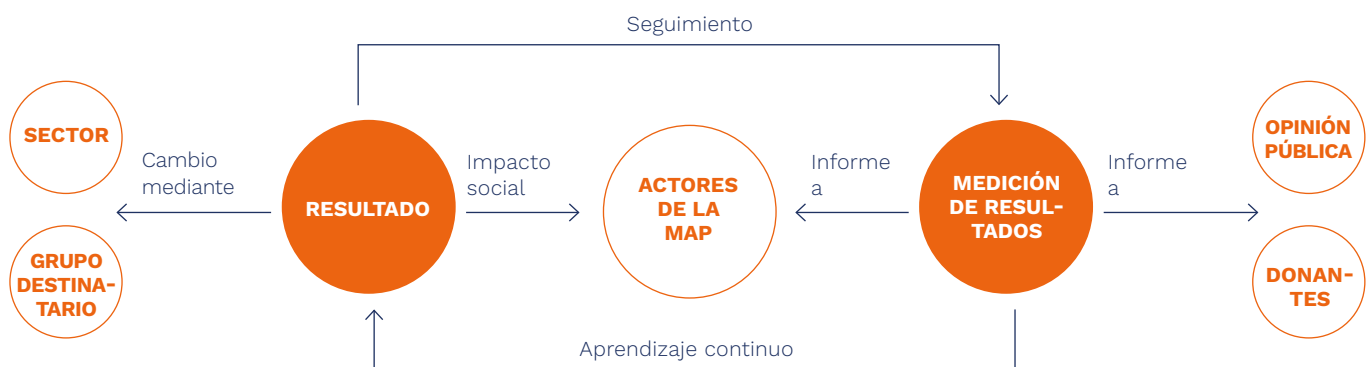 Seguimiento
SECTOR
Cambio
mediante
GRUPO
DESTINA-
TARIO
RESULTADO
Impacto
social
ACTORES
DE LA
MAP
Informe
a
MEDICIÓN
DE RESUL-
TADOS
Informe
a
OPINIÓN
PÚBLICA
DONAN-
TES
Aprendizaje continuo